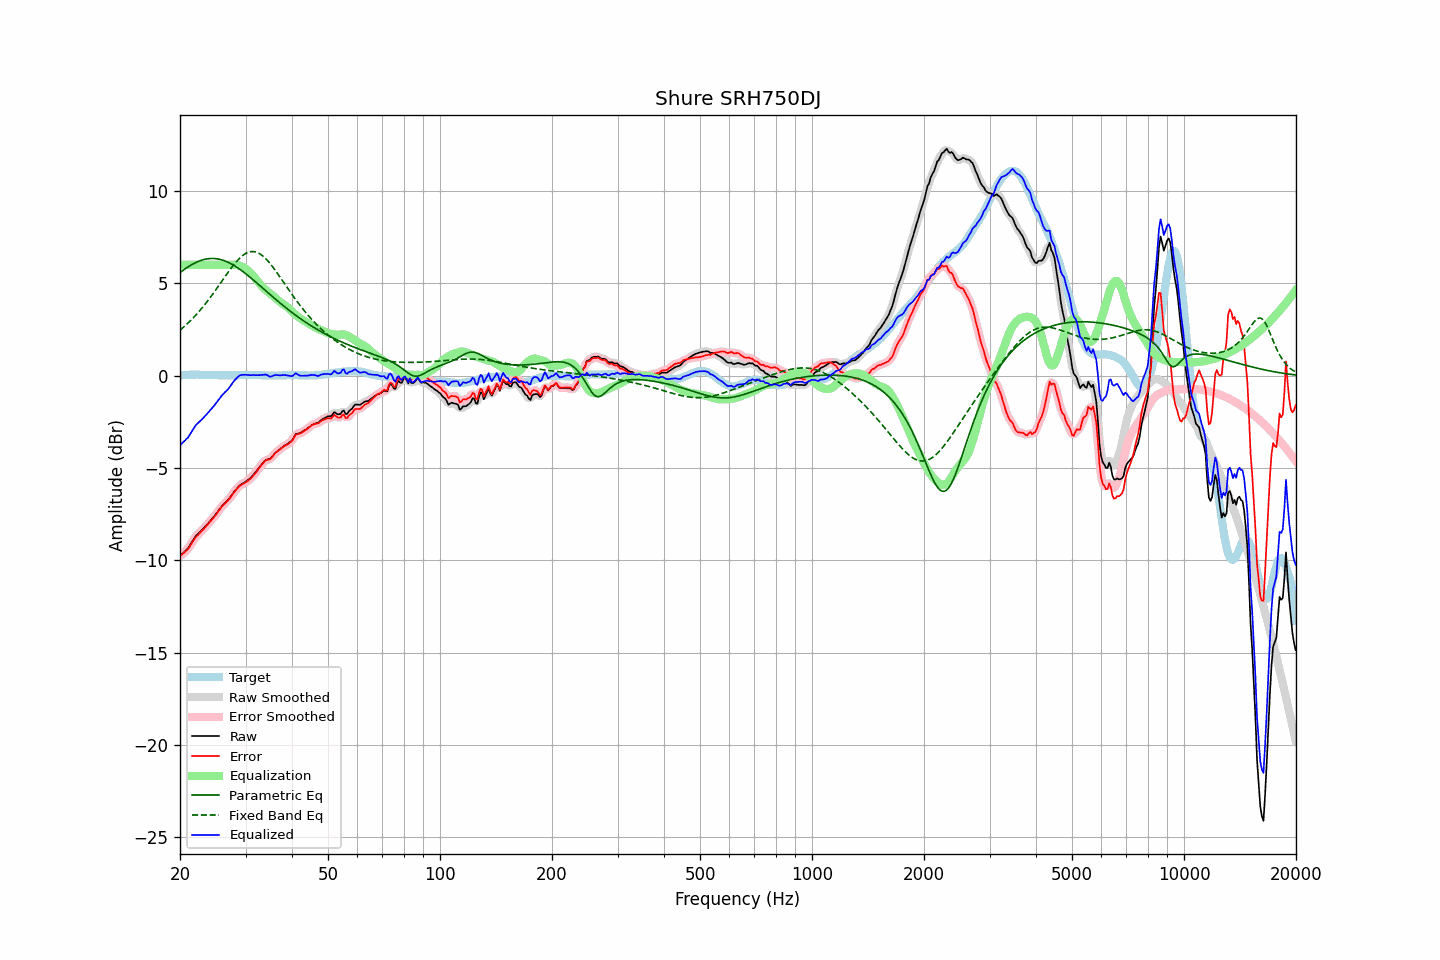 Shure SRH750DJ
Amplitude (dBr)
10
5
0
−5
−10
−15
−20
−25
Target
Raw Smoothed
Error Smoothed
Raw
Error
Equalization
Parametric Eq
Fixed Band Eq
Equalized
20
50
100
200
500
1000
2000
5000
10000
20000
Frequency (Hz)